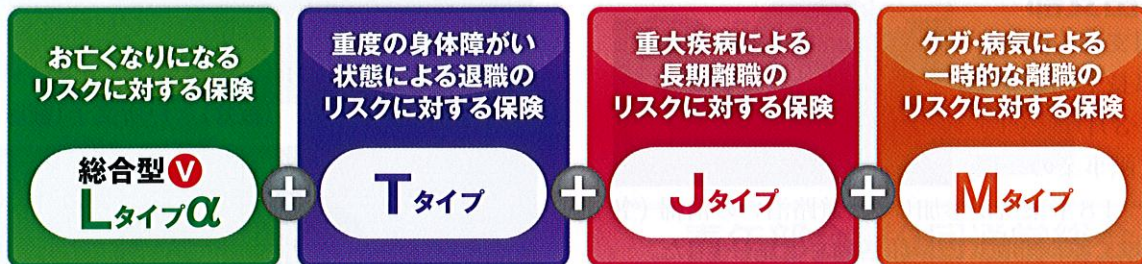 お亡くなりになる
リスクに対する保険
総合型 V
Lタイプα
+
重度の身体障がい
状態による退職の
リスクに対する保険
Tタイプ
+
重大疾病による
長期離職の
リスクに対する保険
Jタイプ
+
ケガ・病気による
一時的な離職の
リスクに対する保険
Mタイプ